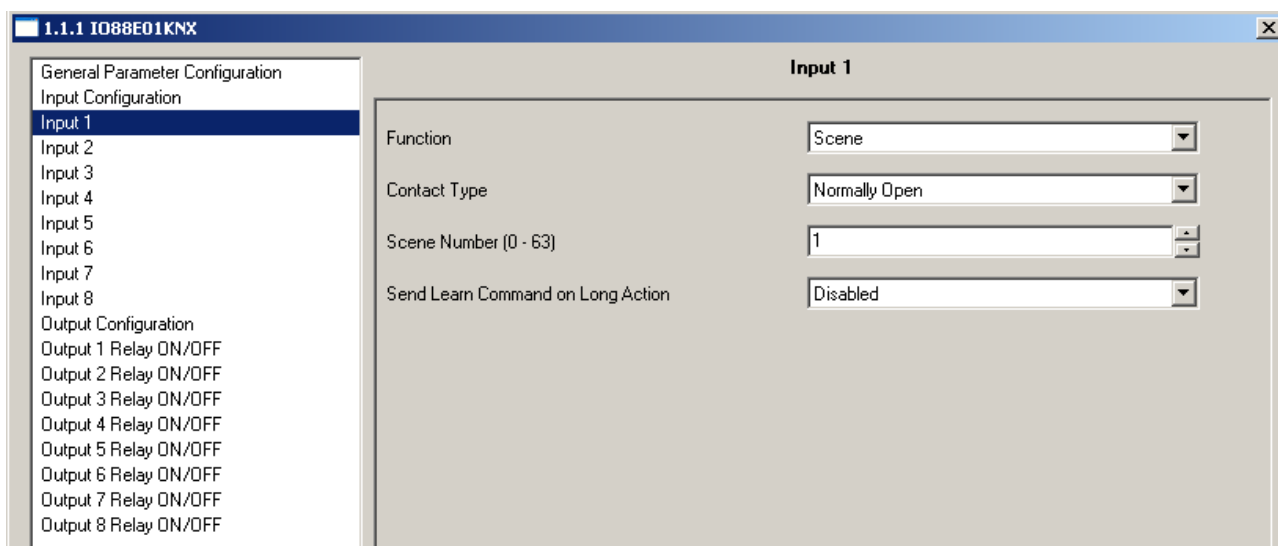 1.1.1 IO88E01KNX
General Parameter Configuration
Input Configuration
Input 1
Input 2
Input 3
Input 4
Input 5
Input 6
Input 7
Input 8
Output Configuration
Output 1 Relay ON/OFF
Output 2 Relay ON/OFF
Output 3 Relay ON/OFF
Output 4 Relay ON/OFF
Output 5 Relay ON/OFF
Output 6 Relay ON/OFF
Output 7 Relay ON/OFF
Output 8 Relay ON/OFF
Input 1
Function Scene
Contact Type Normally Open
Scene Number (0 - 63) 1
Send Learn Command on Long Action Disabled